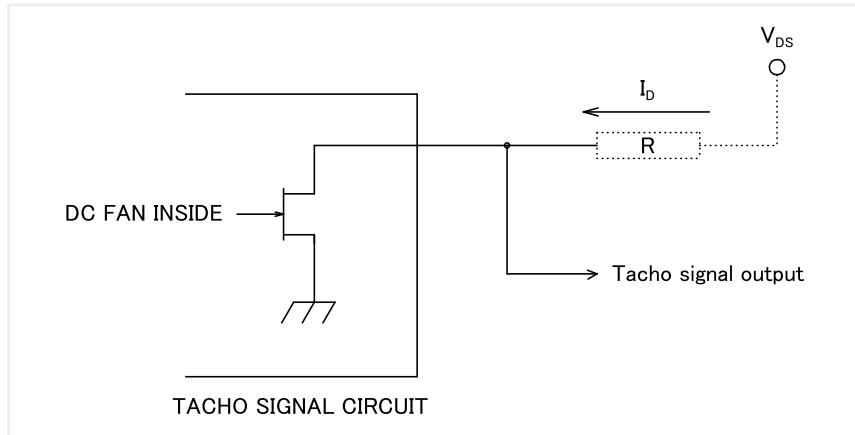 V_DS
I_D
R
DC FAN INSIDE
Tacho signal output
TACHO SIGNAL CIRCUIT